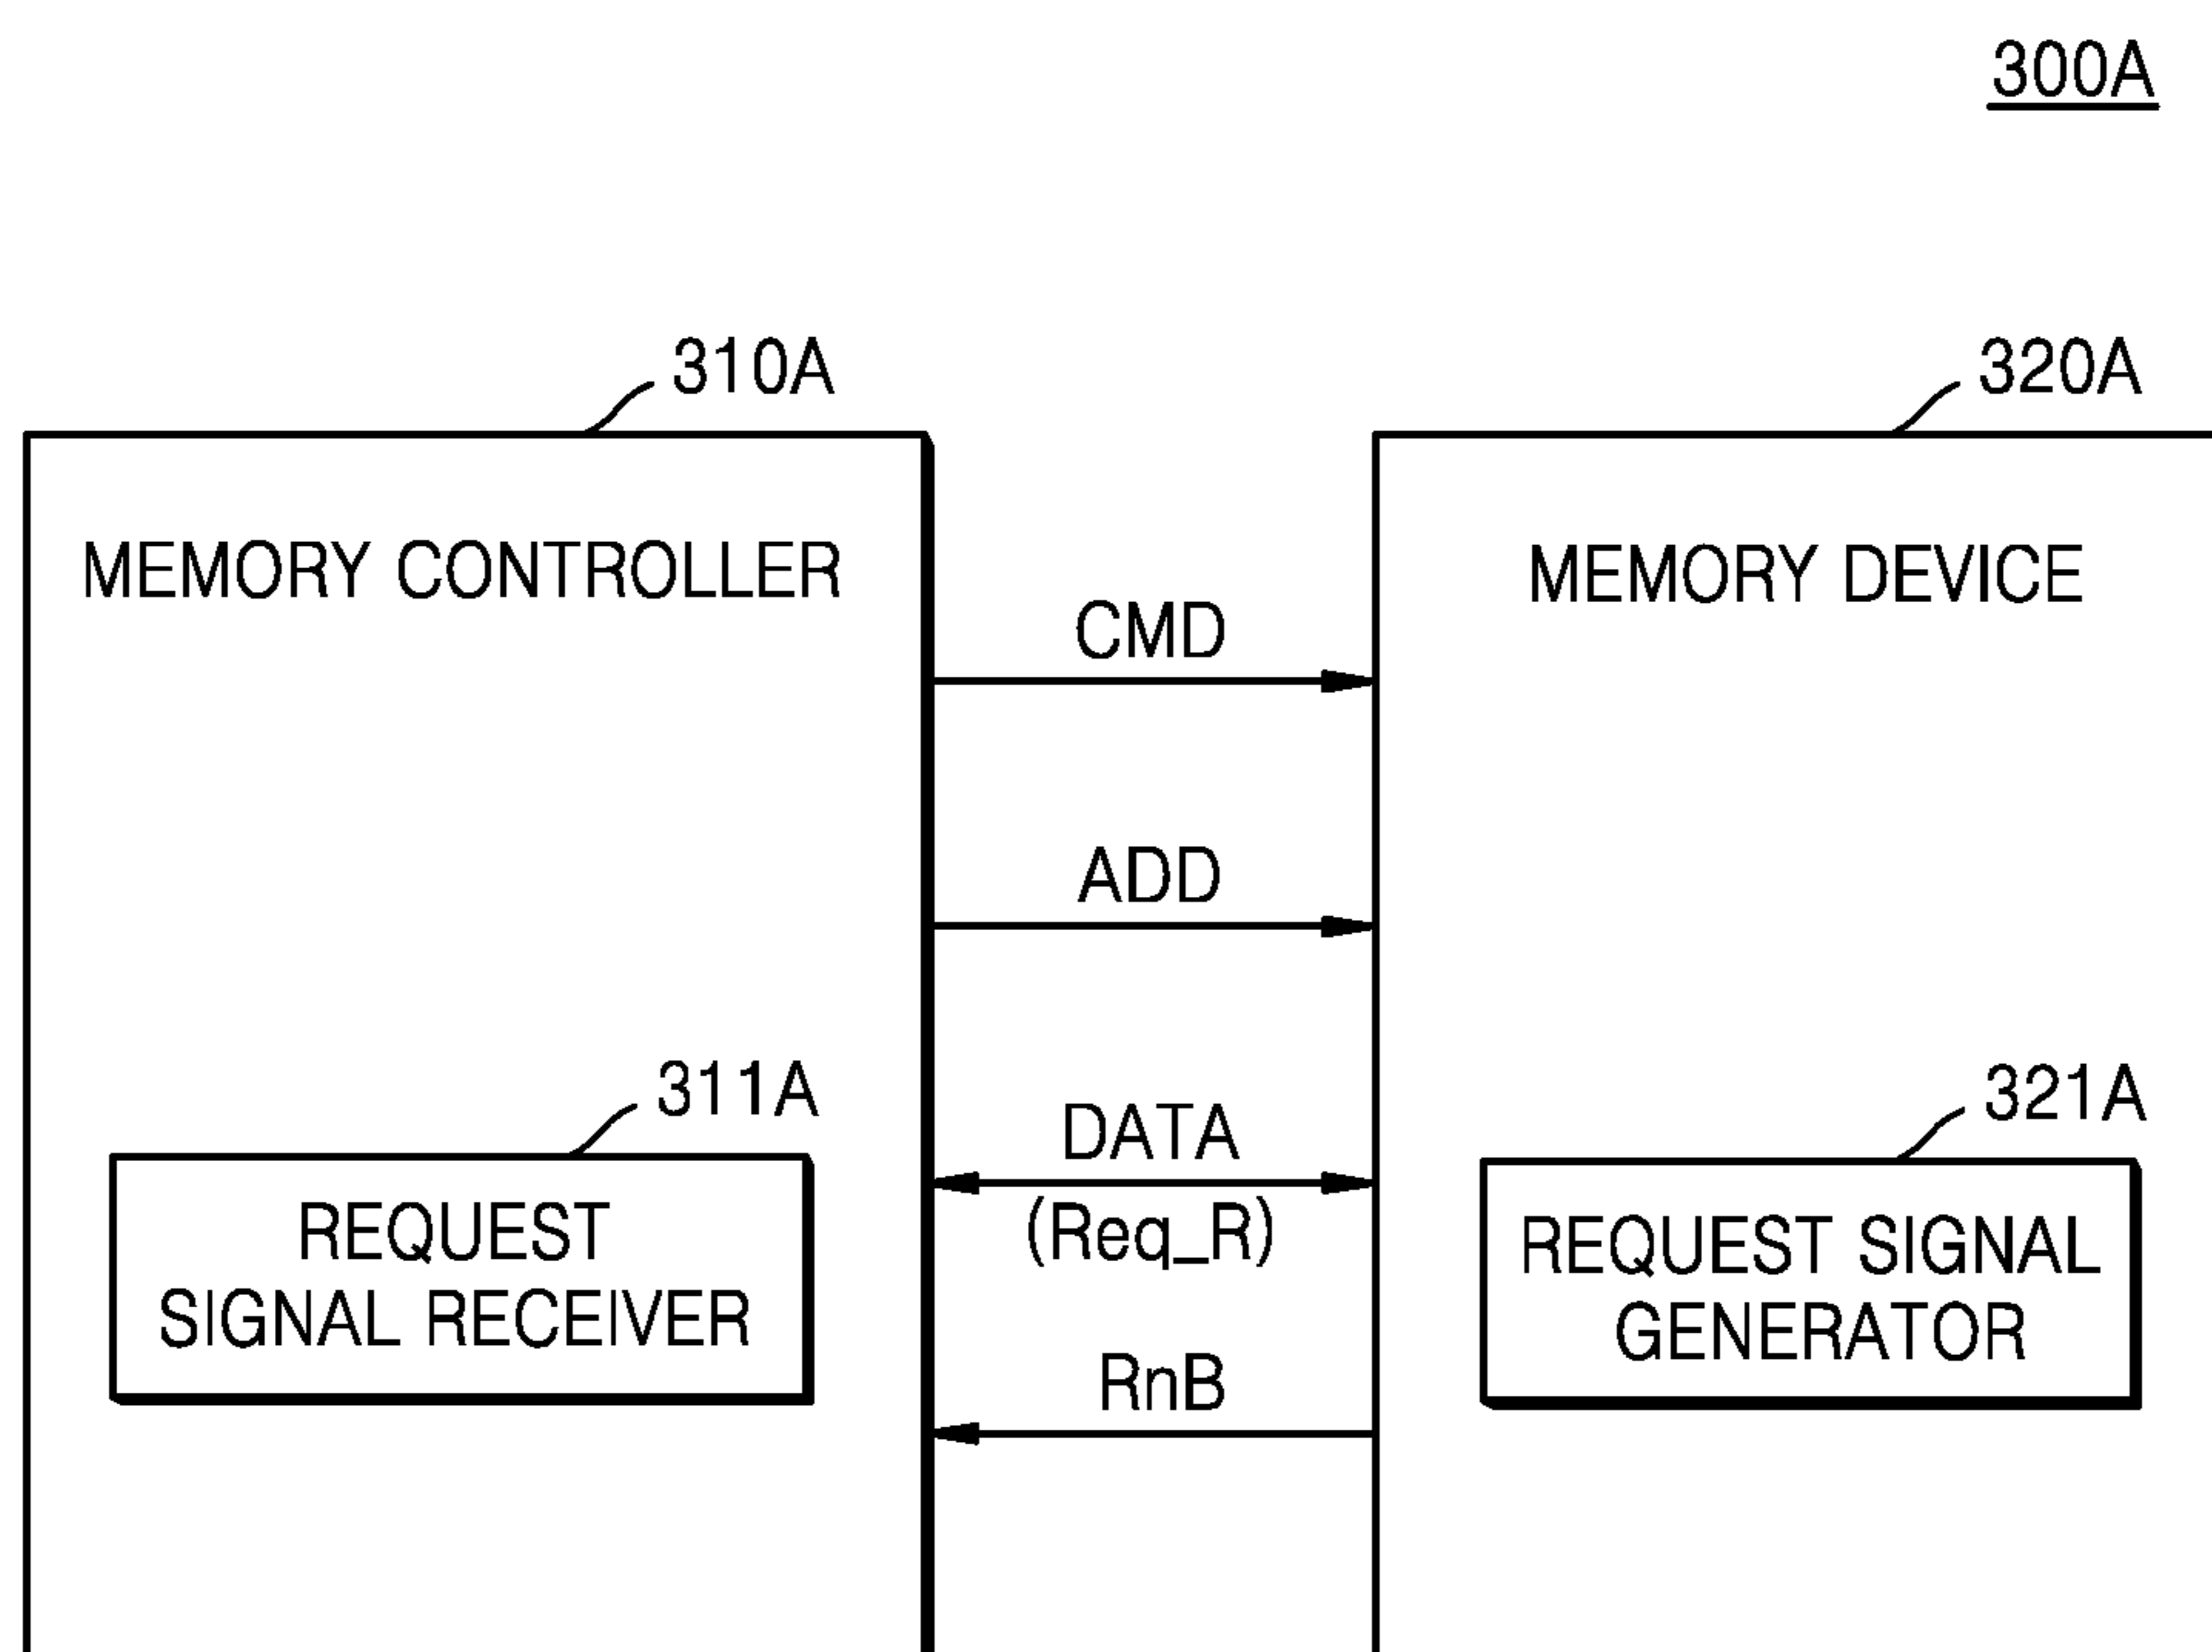 300A
310A
320A
MEMORY CONTROLLER
MEMORY DEVICE
CMD
ADD
311A
321A
DATA
(Req_R)
REQUEST
SIGNAL RECEIVER
REQUEST SIGNAL
GENERATOR
RnB